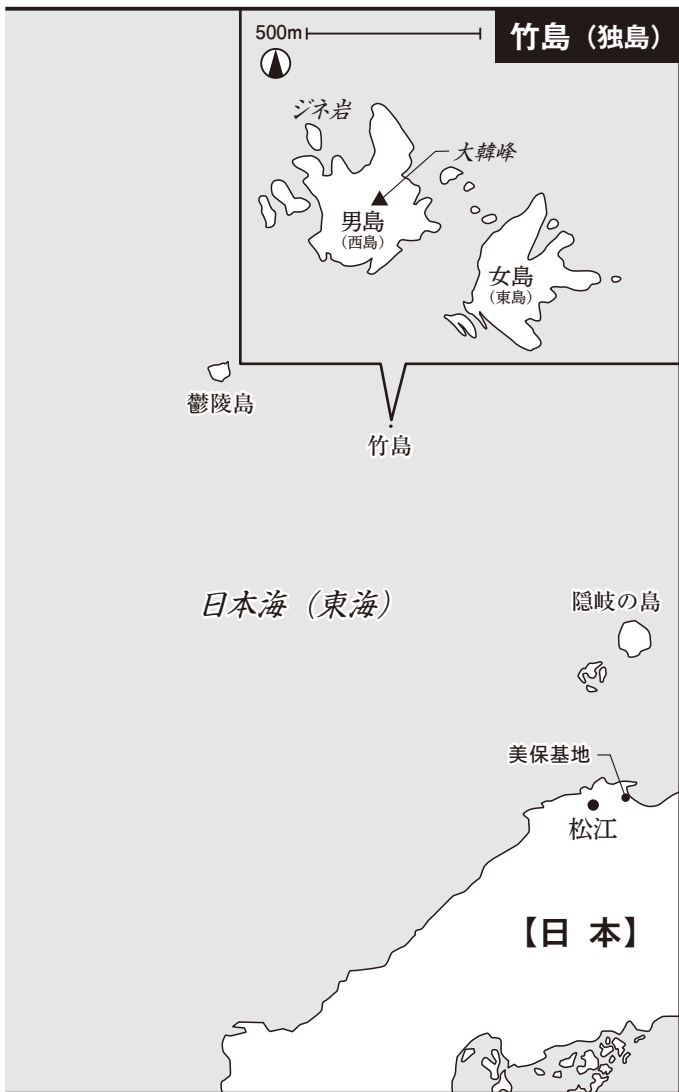 竹島（独島）
500m
ジネ岩
大韓峰
男島
（西島）
女島
（東島）
鬱陵島
竹島
日本海（東海）
隠岐の島
美保基地
松江
【日 本】